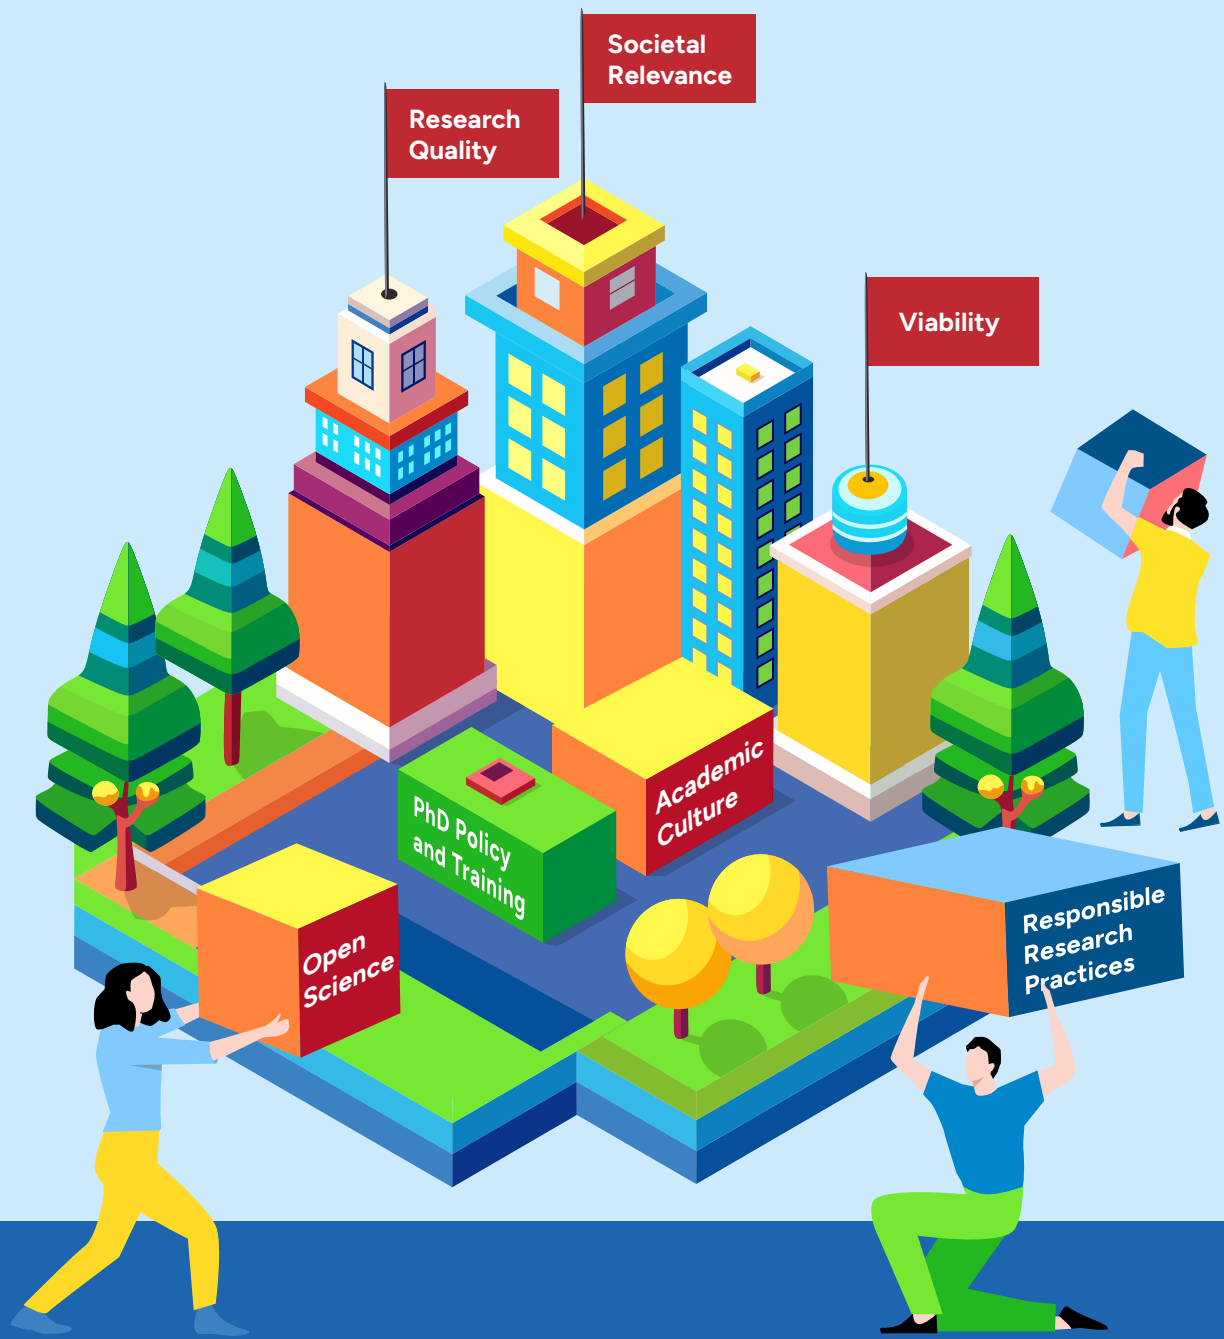 Societal
Relevance
Research
Quality
Viability
Academic
Culture
PhD Policy
and Training
Open
Science
Responsible
Research
Practices